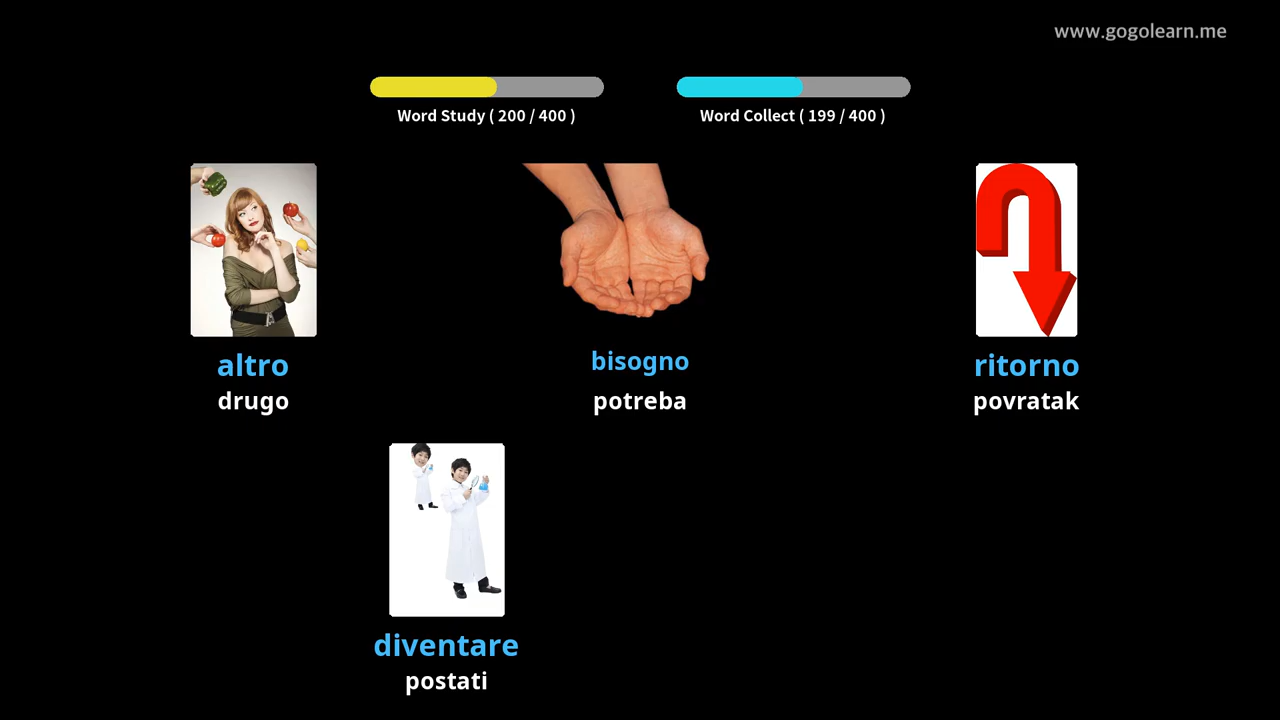 www.gogolearn.me
Word Study ( 200 / 400 )
Word Collect ( 199 / 400 )
altro
drugo
bisogno
potreba
ritorno
povratak
diventare
postati